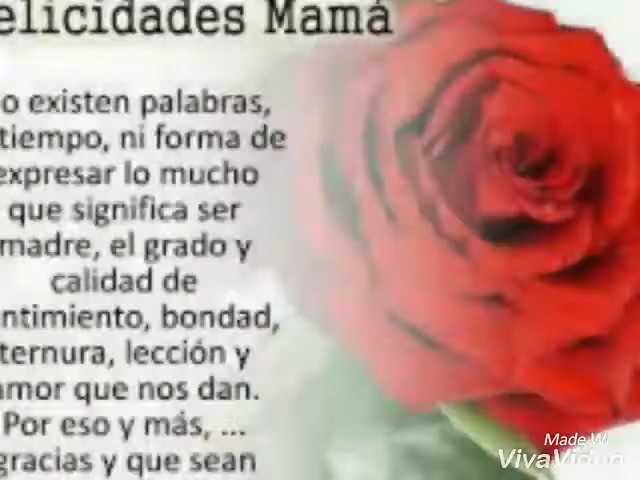 elicidades Mamá
o existen palabras,
tiempo, ni forma de
expresar lo mucho
que significa ser
madre, el grado y
calidad de
ntimiento, bondad,
ternura, lección y
amor que nos dan.
Por eso y más, ...
gracias y que sean
Made W
VivaVideo